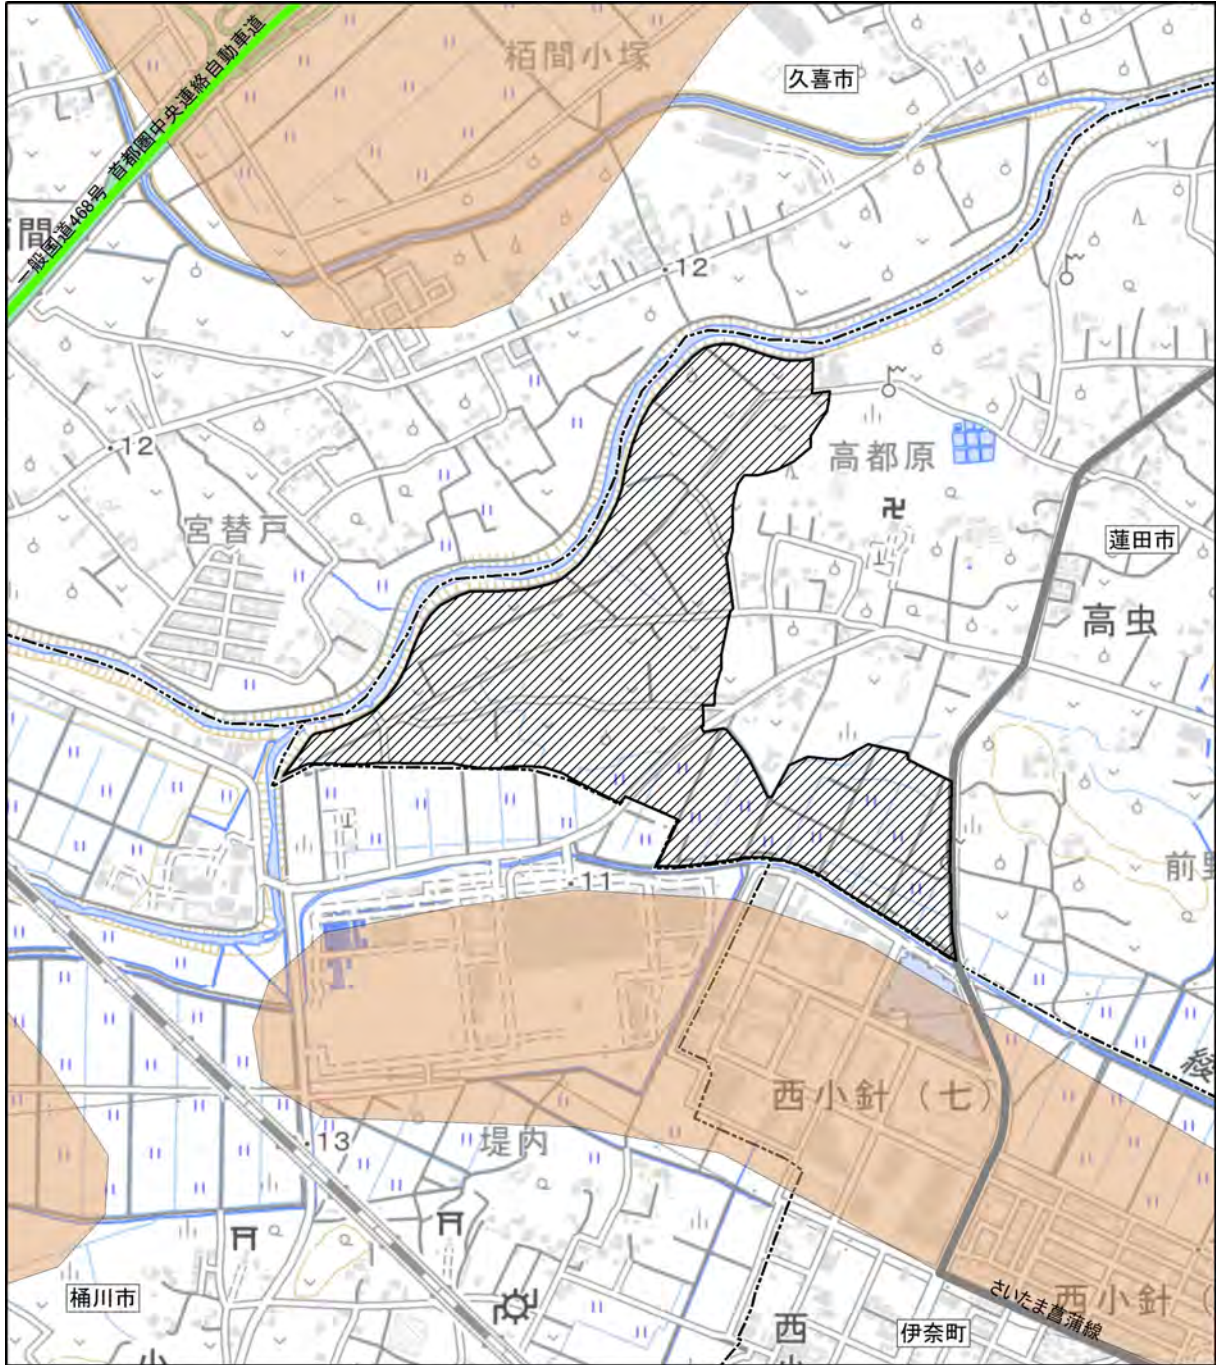 栢間小塚
久喜市
一般国道468号 首都圏中央連絡自動車道
間
12
12
高都原
宮替戸
蓮田市
高虫
前野
11
綾
西小針（七）
13
堤内
桶川市
さいたま菖蒲線
西小針（
伊奈町
西
小